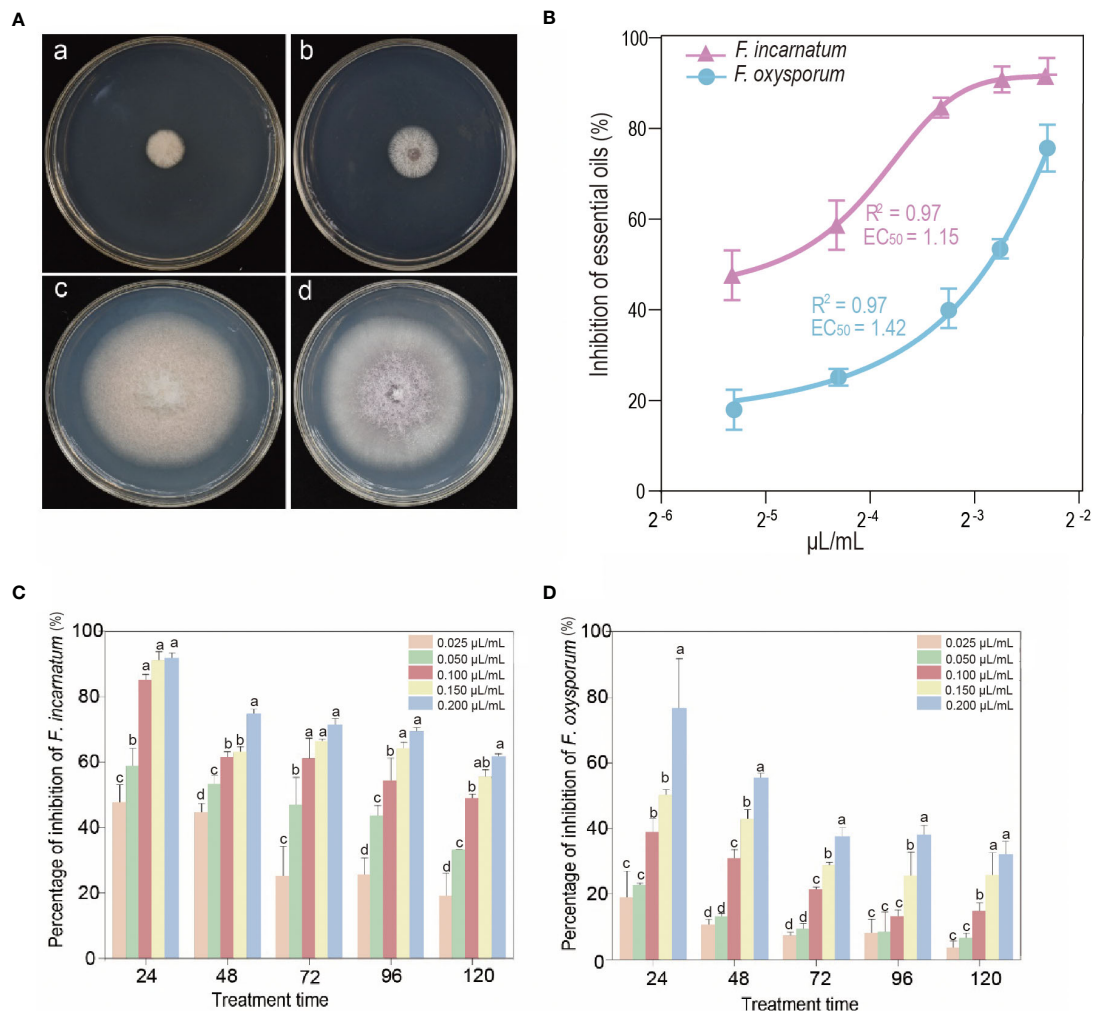 A
a
b
c
d
B
Inhibition of essential oils (%)
100
80
60
40
20
0
F. incarnatum
F. oxysporum
R² = 0.97
EC₅₀ = 1.15
R² = 0.97
EC₅₀ = 1.42
2⁻⁶ 2⁻⁵ 2⁻⁴ 2⁻³ 2⁻²
µL/mL
C
Percentage of inhibition of F. incarnatum (%)
100
80
60
40
20
0
0.025 µL/mL
0.050 µL/mL
0.100 µL/mL
0.150 µL/mL
0.200 µL/mL
c c a a a
d c b b a
c b a a a
d c b a a
d c b ab a
24 48 72 96 120
Treatment time
D
Percentage of inhibition of F. oxysporum (%)
100
80
60
40
20
0
0.025 µL/mL
0.050 µL/mL
0.100 µL/mL
0.150 µL/mL
0.200 µL/mL
c c b b a
d d c b a
d d c b a
c c c b a
c c b a a
24 48 72 96 120
Treatment time